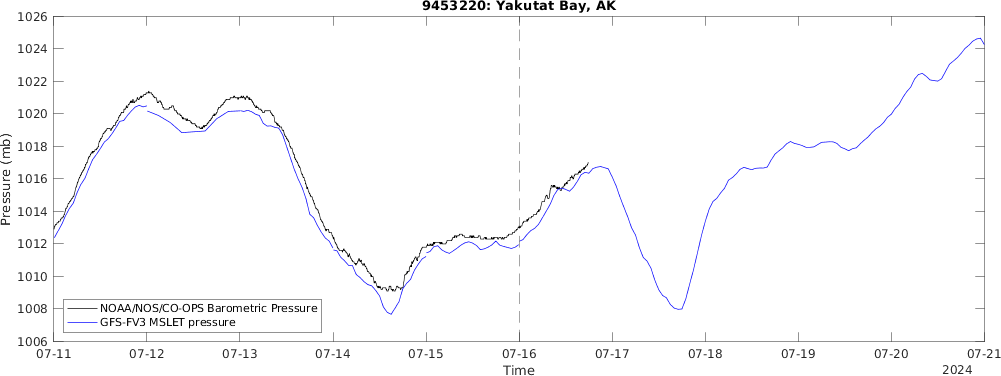 9453220: Yakutat Bay, AK
Pressure (mb)
1026
1024
1022
1020
1018
1016
1014
1012
1010
1008
1006
NOAA/NOS/CO-OPS Barometric Pressure
GFS-FV3 MSLET pressure
07-11 07-12 07-13 07-14 07-15 07-16 07-17 07-18 07-19 07-20 07-21
Time
2024